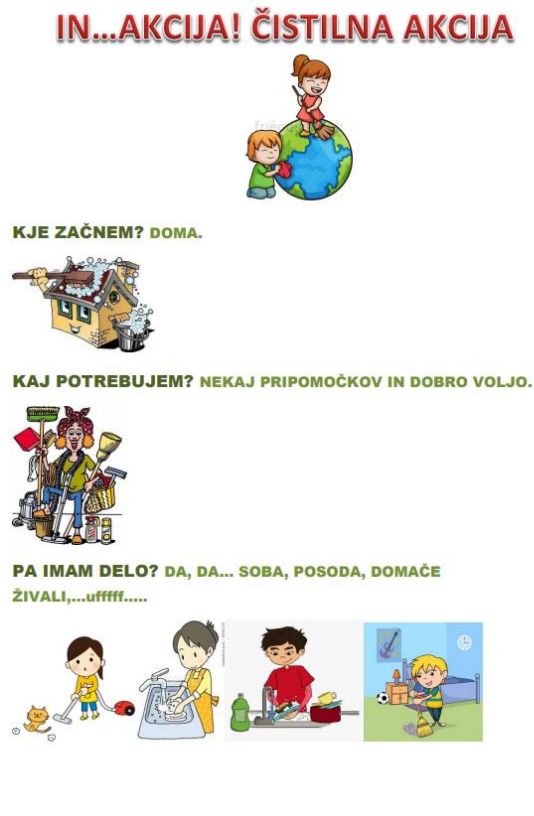 IN...AKCIJA! ČISTILNA AKCIJA
KJE ZAČNEM? DOMA.
KAJ POTREBUJEM? NEKAJ PRIPOMOČKOV IN DOBRO VOLJO.
PA IMAM DELO? DA, DA... SOBA, POSODA, DOMAČE
ŽIVALI,...ufffff.....